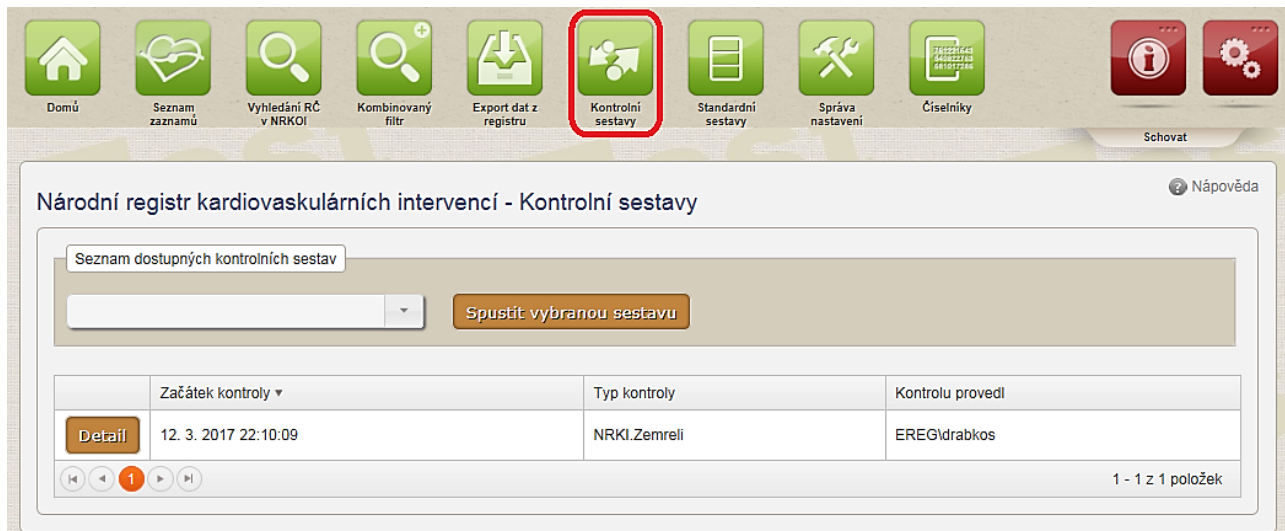 Domů
Seznam zaznamů
Vyhledání RČ v NRKOI
Kombinovaný filtr
Export dat z registru
Kontrolní sestavy
Standardní sestavy
Správa nastavení
Číselníky
Schovat
Nápověda
Národní registr kardiovaskulárních intervencí - Kontrolní sestavy
Seznam dostupných kontrolních sestav
Spustit vybranou sestavu
Začátek kontroly Typ kontroly Kontrolu provedl
Detail 12. 3. 2017 22:10:09 NRKI.Zemreli EREG\drabkos
1 1 - 1 z 1 položek